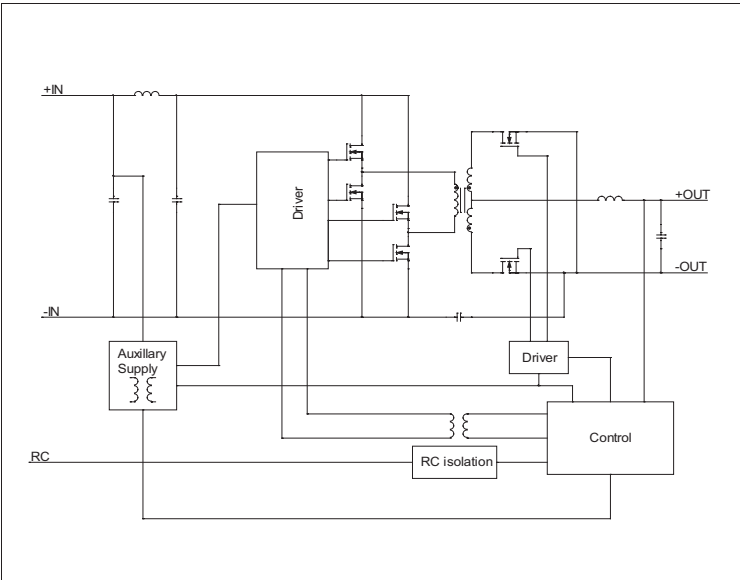 +IN
Driver
+OUT
-OUT
-IN
Auxillary
Supply
Driver
Control
RC
RC isolation